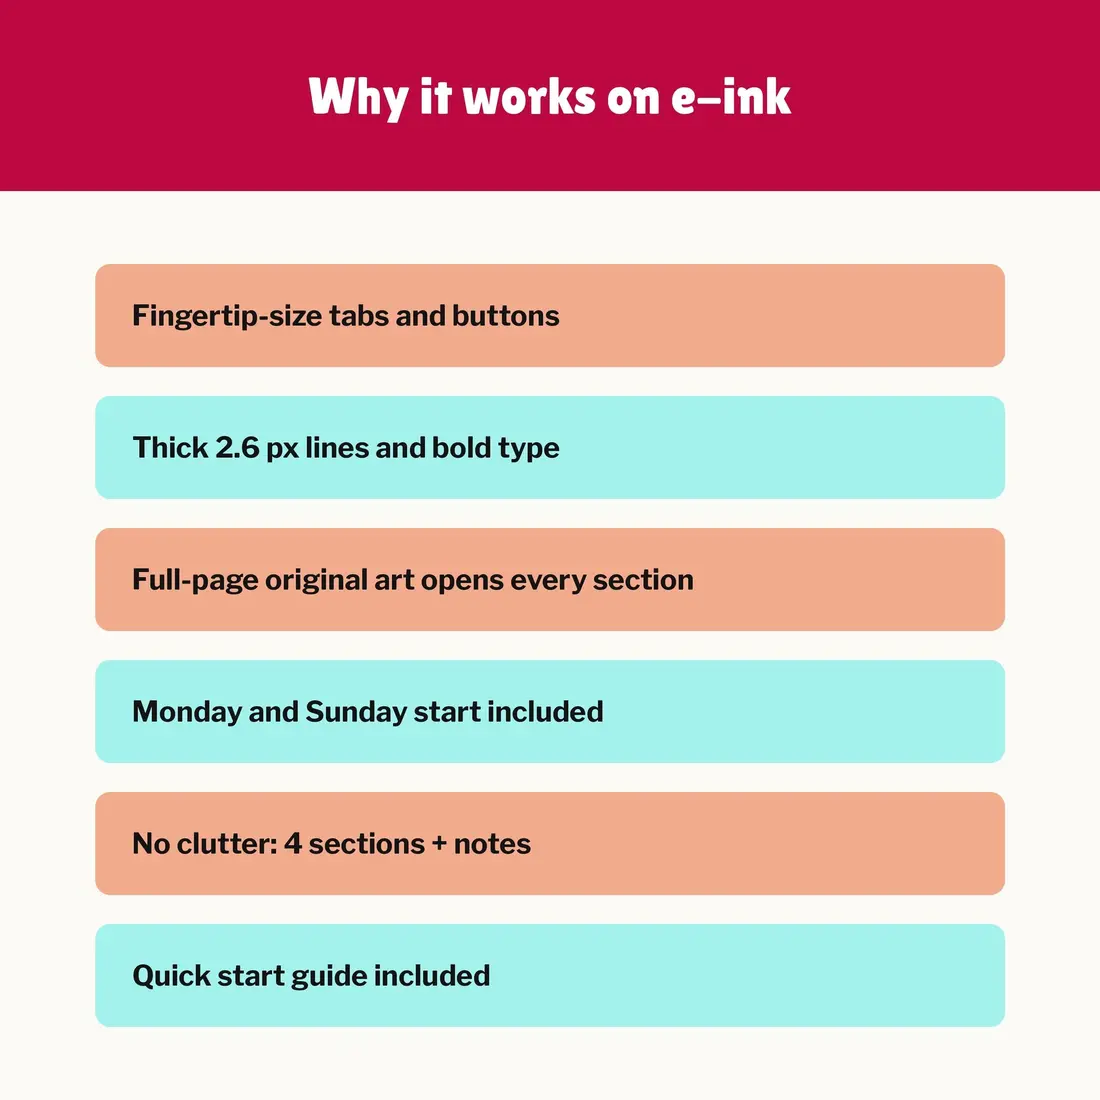 Why it works on e-ink
Fingertip-size tabs and buttons
Thick 2.6 px lines and bold type
Full-page original art opens every section
Monday and Sunday start included
No clutter: 4 sections + notes
Quick start guide included